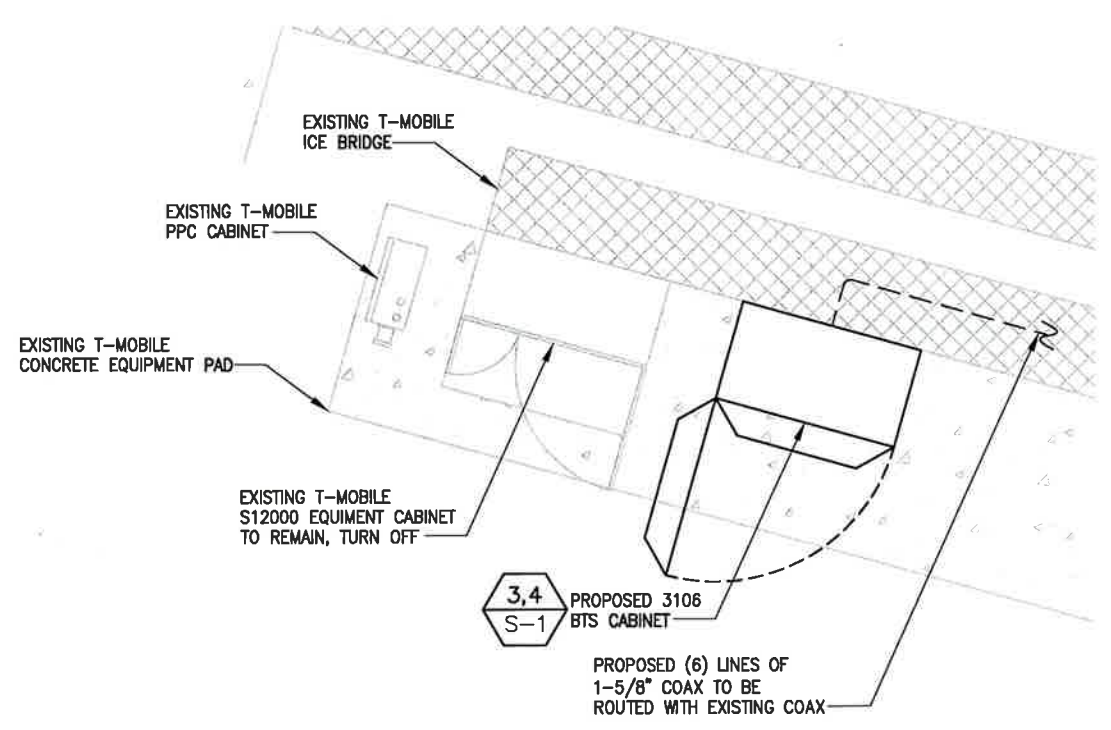 EXISTING T-MOBILE
ICE BRIDGE
EXISTING T-MOBILE
PPC CABINET
EXISTING T-MOBILE
CONCRETE EQUIPMENT PAD
EXISTING T-MOBILE
S12000 EQUIMENT CABINET
TO REMAIN, TURN OFF
3,4
S-1
PROPOSED 3106
BTS CABINET
PROPOSED (6) LINES OF
1-5/8" COAX TO BE
ROUTED WITH EXISTING COAX